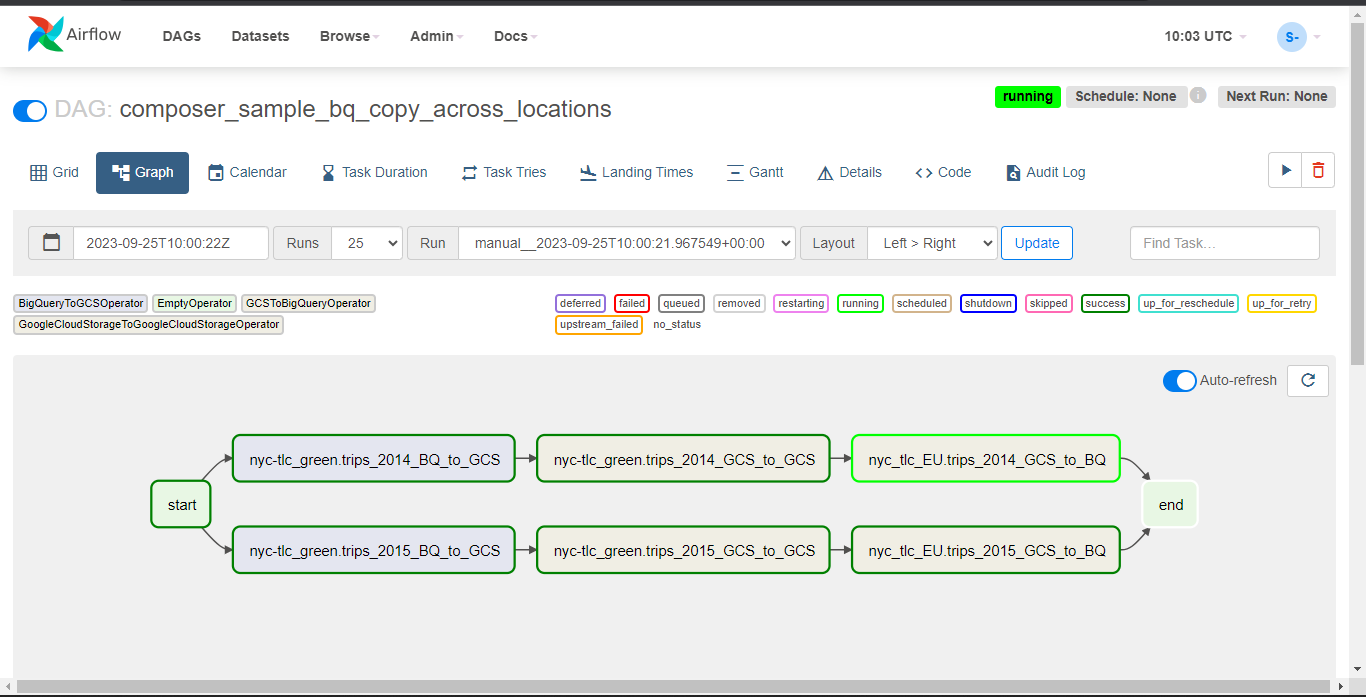 Airflow DAGs Datasets Browse Admin Docs 10:03 UTC S-
DAG: composer_sample_bq_copy_across_locations running Schedule: None i Next Run: None
Grid Graph Calendar Task Duration Task Tries Landing Times Gantt Details Code Audit Log
2023-09-25T10:00:22Z Runs 25 Run manual__2023-09-25T10:00:21.967549+00:00 Layout Left > Right Update Find Task...
BigQueryToGCSOperator EmptyOperator GCSToBigQueryOperator deferred failed queued removed restarting running scheduled shutdown skipped success up_for_reschedule up_for_retry
GoogleCloudStorageToGoogleCloudStorageOperator upstream_failed no_status
Auto-refresh
nyc-tlc_green.trips_2014_BQ_to_GCS nyc-tlc_green.trips_2014_GCS_to_GCS nyc_tlc_EU.trips_2014_GCS_to_BQ
start end
nyc-tlc_green.trips_2015_BQ_to_GCS nyc-tlc_green.trips_2015_GCS_to_GCS nyc_tlc_EU.trips_2015_GCS_to_BQ